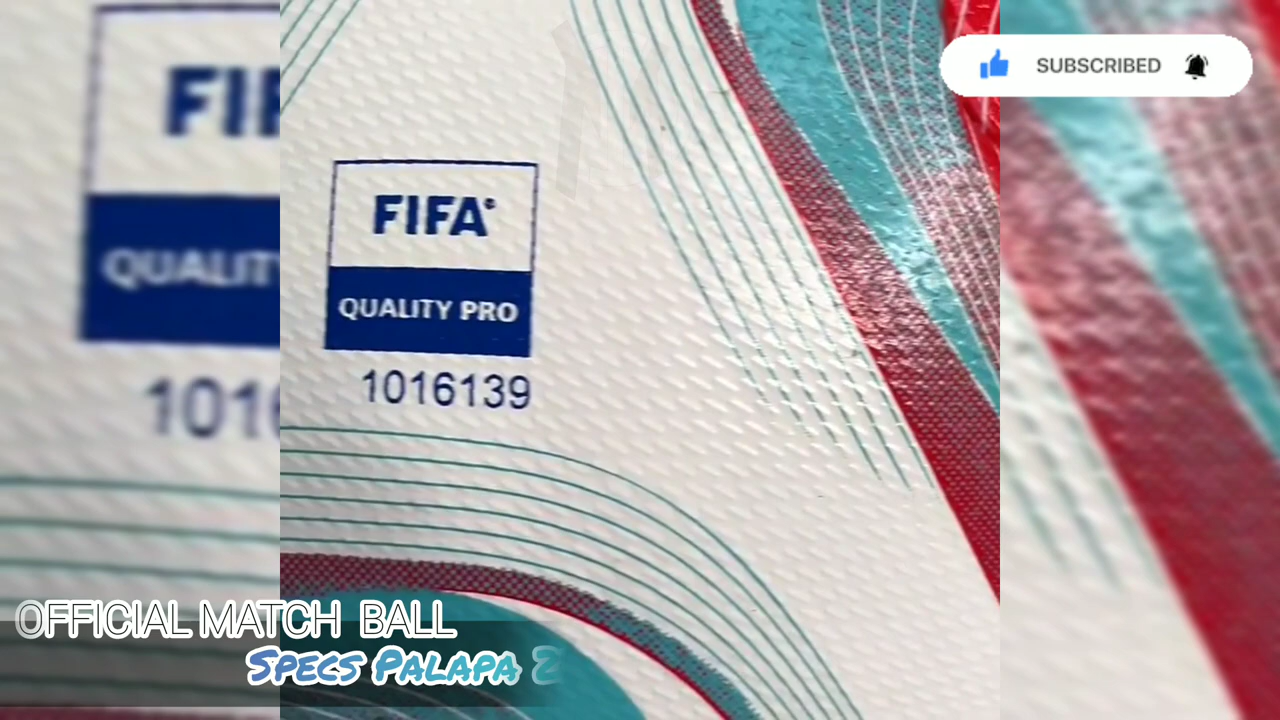 SUBSCRIBED
FIFA®
QUALITY PRO
1016139
OFFICIAL MATCH BALL
SPECS PALAPA